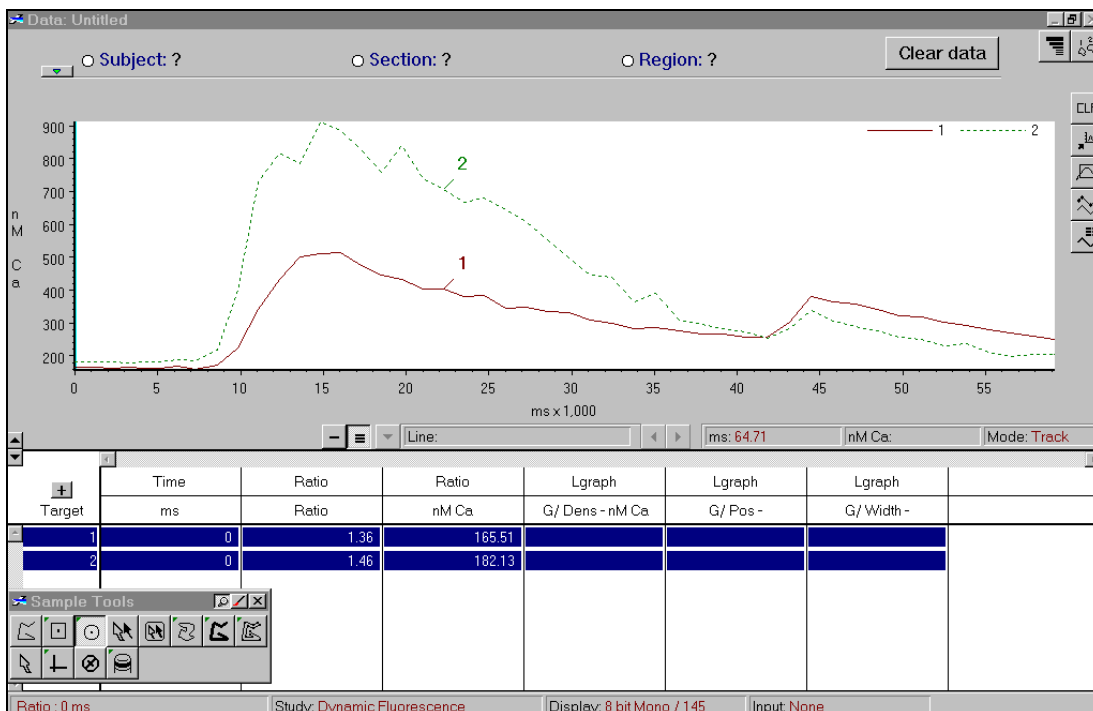 Data: Untitled
Subject: ? Section: ? Region: ? Clear data
1 2
900
800
700
600
500
400
300
200
n
M
C
a
2
1
0 5 10 15 20 25 30 35 40 45 50 55
ms x 1,000
Line: ms: 64.71 nM Ca: Mode: Track
Time Ratio Ratio Lgraph Lgraph Lgraph
Target ms Ratio nM Ca G/ Dens - nM Ca G/ Pos - G/ Width -
1 0 1.36 165.51
2 0 1.46 182.13
Sample Tools
Ratio : 0 ms Study: Dynamic Fluorescence Display: 8 bit Mono / 145 Input: None